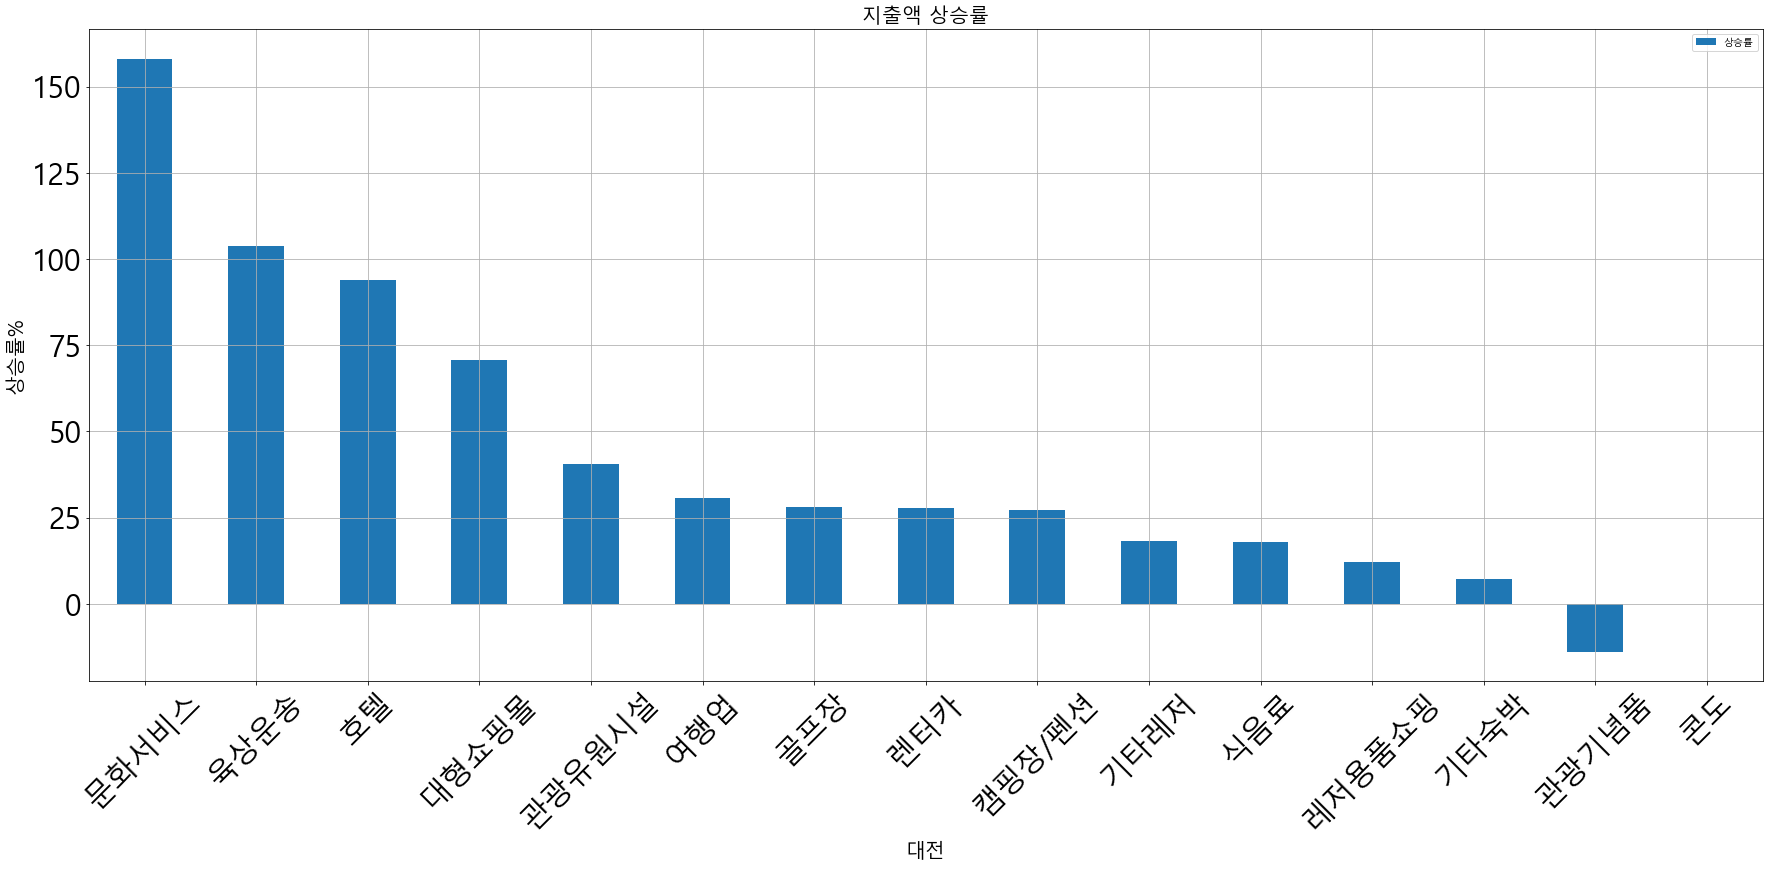 지출액 상승률
상승률
150
125
100
75
50
25
0
상승률%
문화서비스
육상운송
호텔
대형쇼핑몰
관광유원시설
여행업
골프장
렌터카
캠핑장/펜션
기타레저
식음료
레저용품쇼핑
기타숙박
관광기념품
콘도
대전